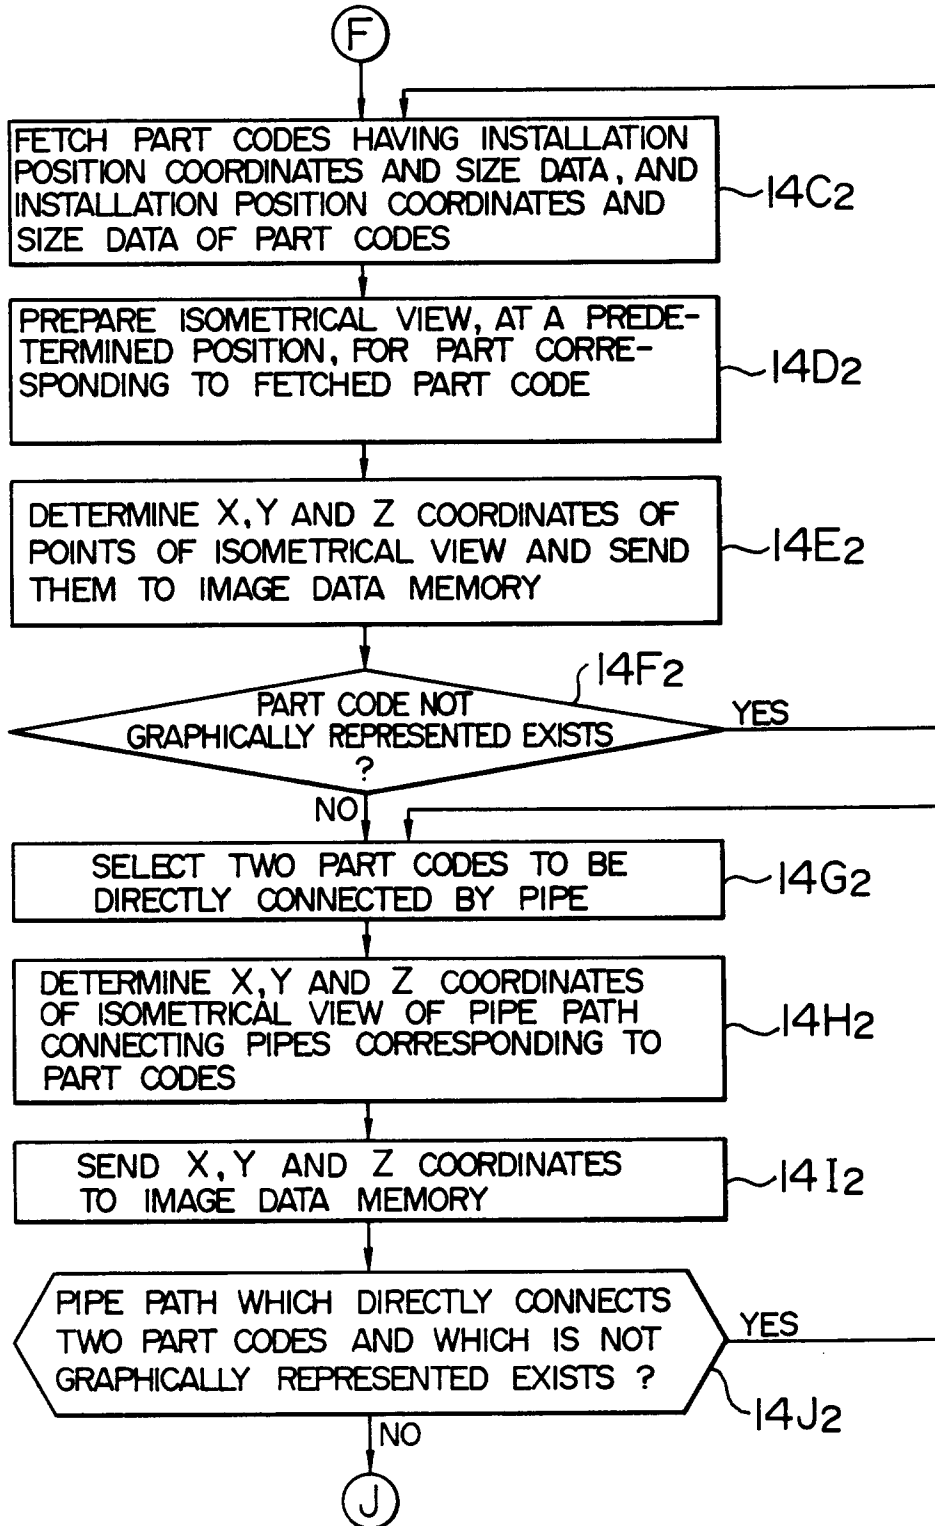 F
FETCH PART CODES HAVING INSTALLATION
POSITION COORDINATES AND SIZE DATA, AND
INSTALLATION POSITION COORDINATES AND
SIZE DATA OF PART CODES
14C2
PREPARE ISOMETRICAL VIEW, AT A PREDE-
TERMINED POSITION, FOR PART CORRE-
SPONDING TO FETCHED PART CODE
14D2
DETERMINE X,Y AND Z COORDINATES OF
POINTS OF ISOMETRICAL VIEW AND SEND
THEM TO IMAGE DATA MEMORY
14E2
14F2
PART CODE NOT
GRAPHICALLY REPRESENTED EXISTS
?
YES
NO
SELECT TWO PART CODES TO BE
DIRECTLY CONNECTED BY PIPE
14G2
DETERMINE X,Y AND Z COORDINATES
OF ISOMETRICAL VIEW OF PIPE PATH
CONNECTING PIPES CORRESPONDING TO
PART CODES
14H2
SEND X,Y AND Z COORDINATES
TO IMAGE DATA MEMORY
14I2
PIPE PATH WHICH DIRECTLY CONNECTS
TWO PART CODES AND WHICH IS NOT
GRAPHICALLY REPRESENTED EXISTS ?
YES
14J2
NO
J